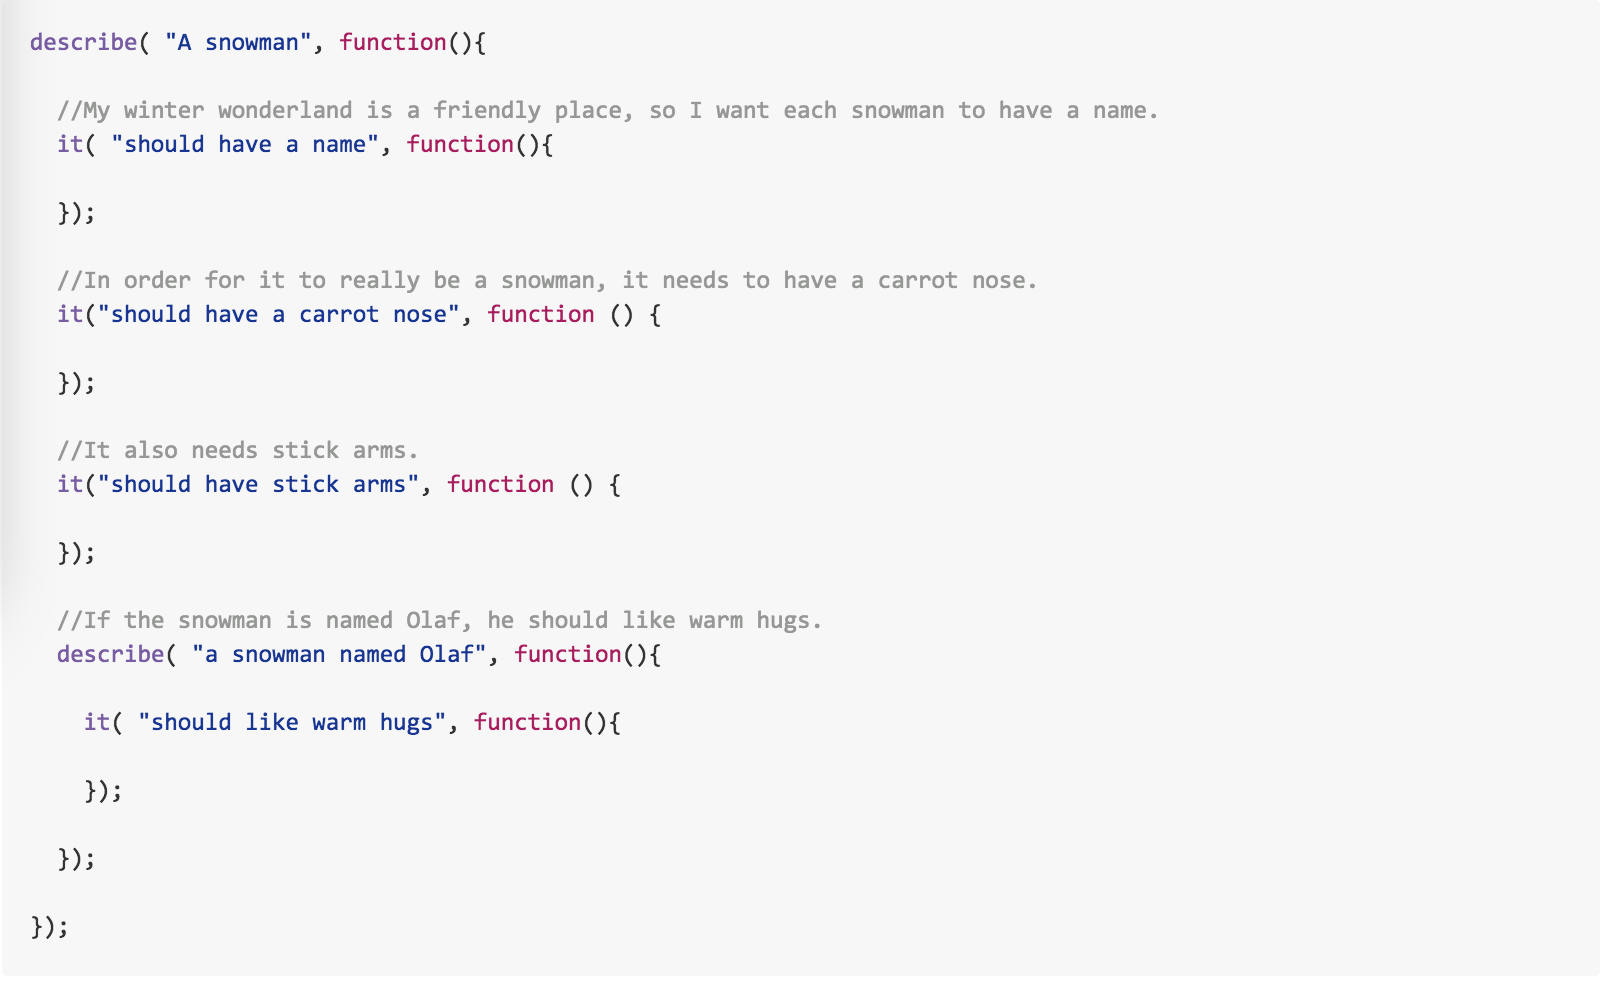 describe( "A snowman", function(){
//My winter wonderland is a friendly place, so I want each snowman to have a name.
it( "should have a name", function(){
});
//In order for it to really be a snowman, it needs to have a carrot nose.
it("should have a carrot nose", function () {
});
//It also needs stick arms.
it("should have stick arms", function () {
});
//If the snowman is named Olaf, he should like warm hugs.
describe( "a snowman named Olaf", function(){
it( "should like warm hugs", function(){
});
});
});